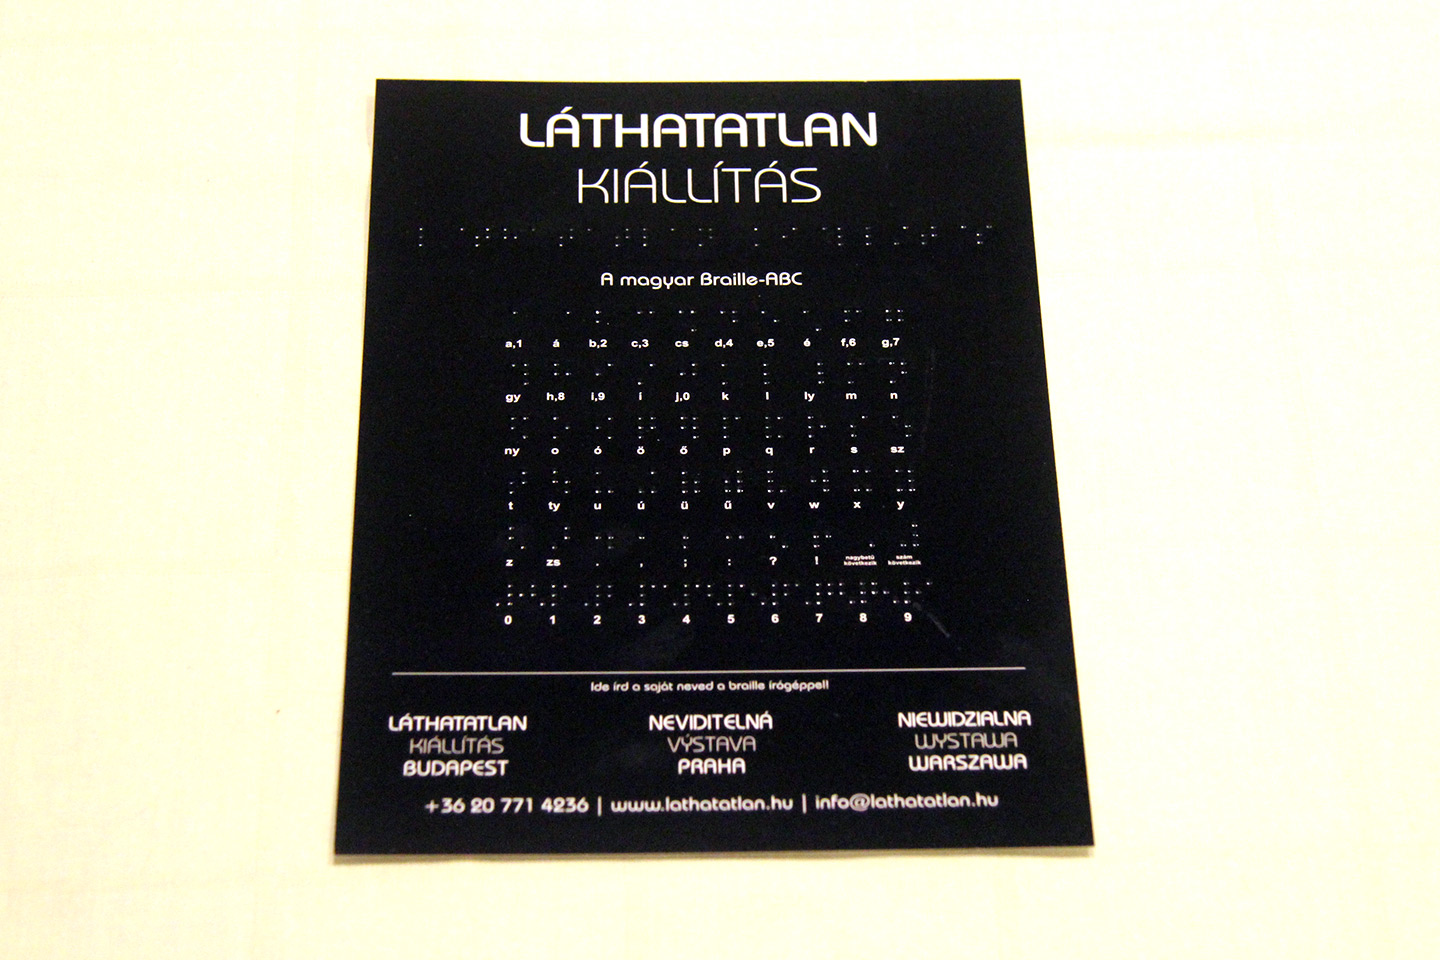 LÁTHATATLAN
KIÁLLÍTÁS
A magyar Braille-ABC
a,1 á b,2 c,3 cs d,4 e,5 é f,6 g,7
gy h,8 i,9 í j,0 k l ly m n
ny o ó ö ő p q r s sz
t ty u ú ü ű v w x y
z zs . , ; : ? ! nagybetű következik szám következik
0 1 2 3 4 5 6 7 8 9
Ide írd a saját neved a braille írógéppel!
LÁTHATATLAN
KIÁLLÍTÁS
BUDAPEST
NEVIDITELNÁ
VÝSTAVA
PRAHA
NIEWIDZIALNA
WYSTAWA
WARSZAWA
+36 20 771 4236 | www.lathatatlan.hu | info@lathatatlan.hu